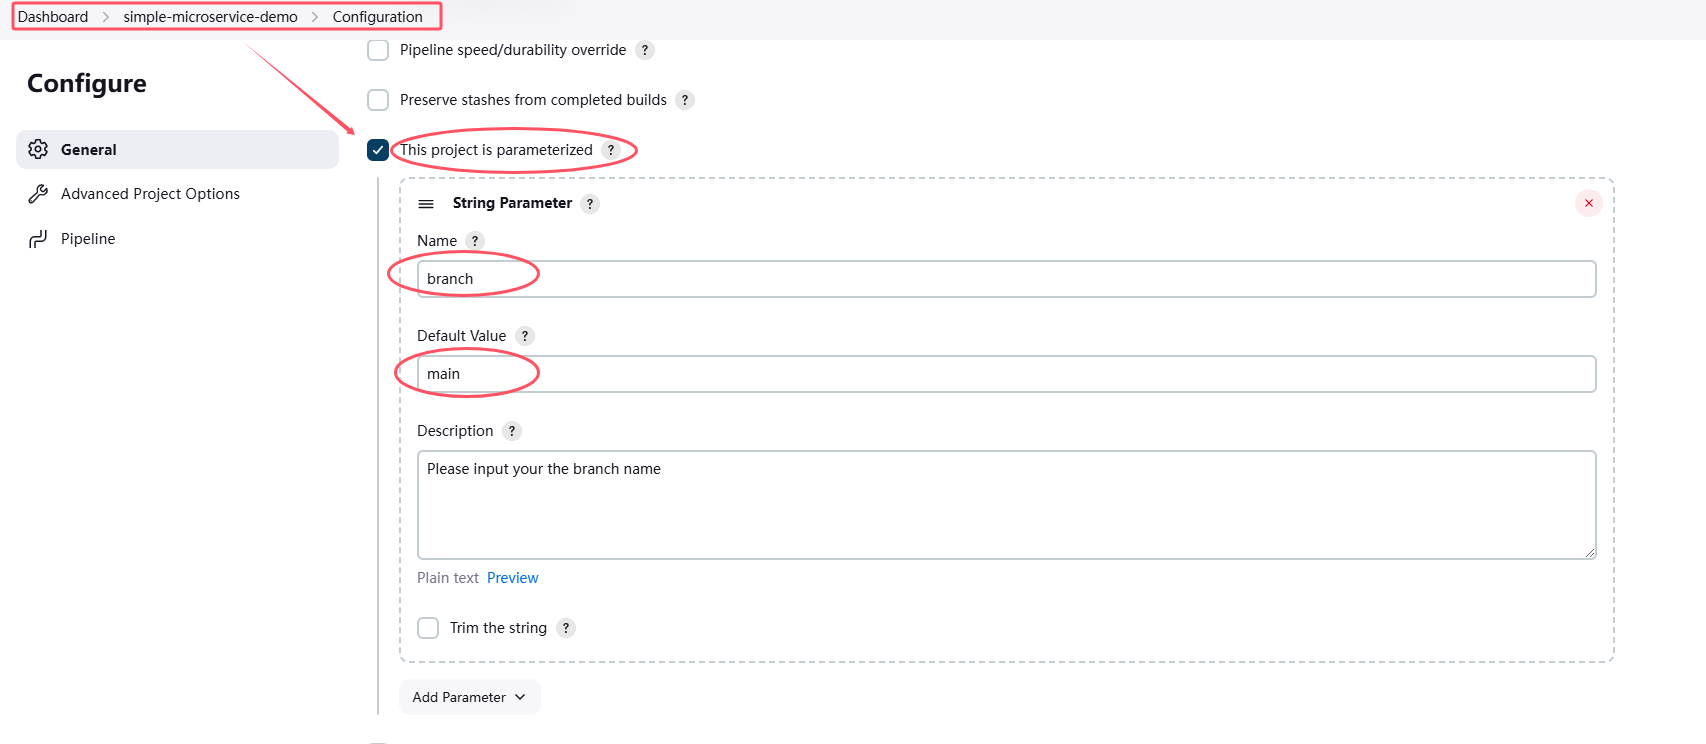 Dashboard > simple-microservice-demo > Configuration
Pipeline speed/durability override ?
Configure
Preserve stashes from completed builds ?
General
This project is parameterized ?
Advanced Project Options
Pipeline
String Parameter ?
Name ?
branch
Default Value ?
main
Description ?
Please input your the branch name
Plain text Preview
Trim the string ?
Add Parameter